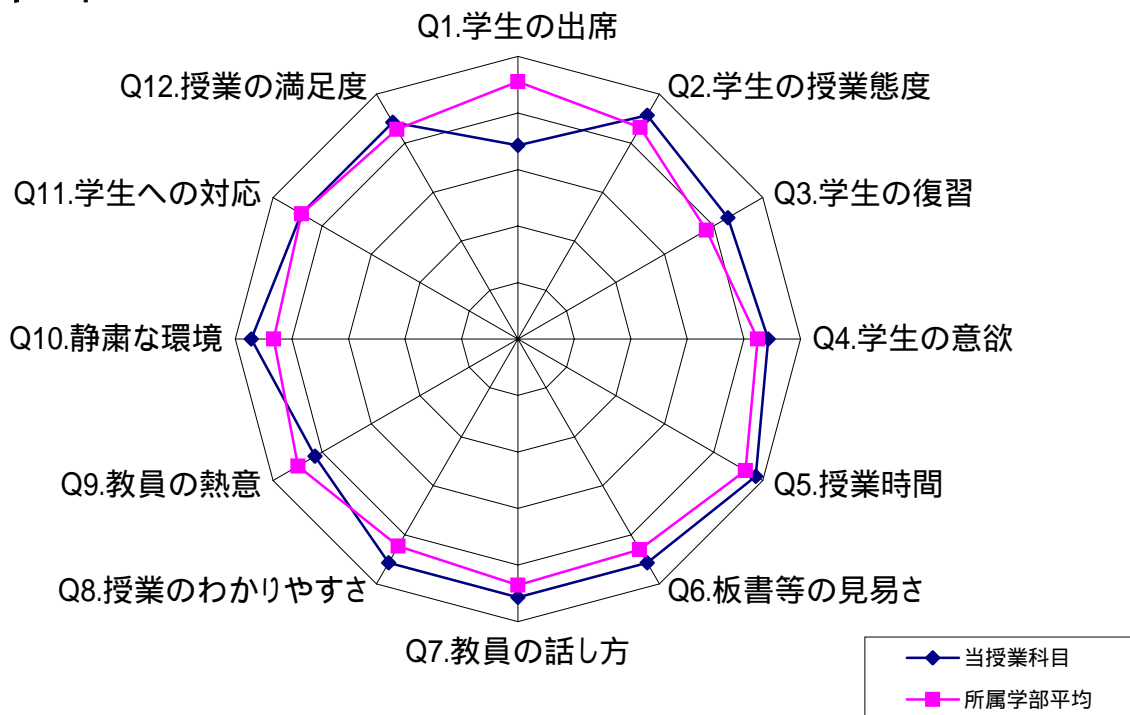 Q1.学生の出席
Q2.学生の授業態度
Q3.学生の復習
Q4.学生の意欲
Q5.授業時間
Q6.板書等の見易さ
Q7.教員の話し方
Q8.授業のわかりやすさ
Q9.教員の熱意
Q10.静粛な環境
Q11.学生への対応
Q12.授業の満足度
当授業科目
所属学部平均